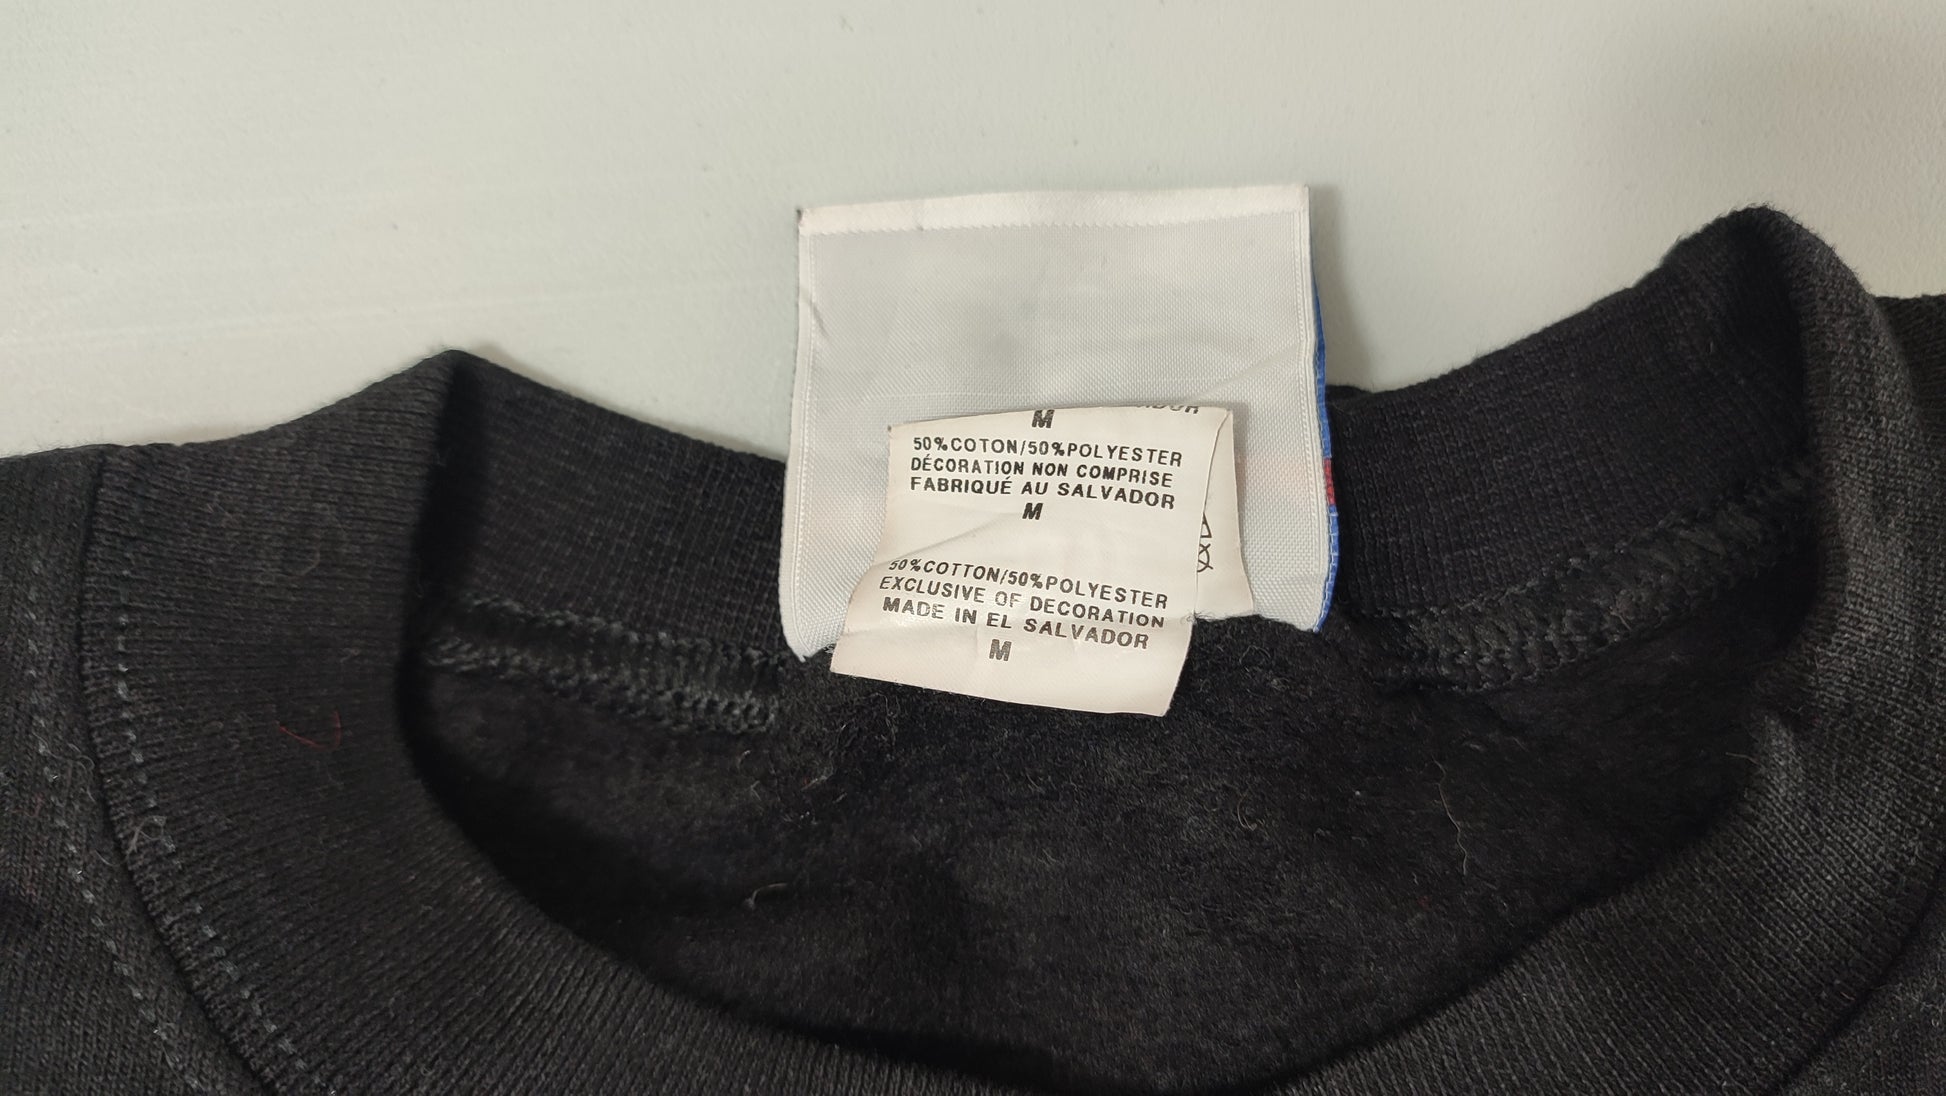 M
50%COTON/50%POLYESTER
DÉCORATION NON COMPRISE
FABRIQUÉ AU SALVADOR
M
50%COTTON/50%POLYESTER
EXCLUSIVE OF DECORATION
MADE IN EL SALVADOR
M